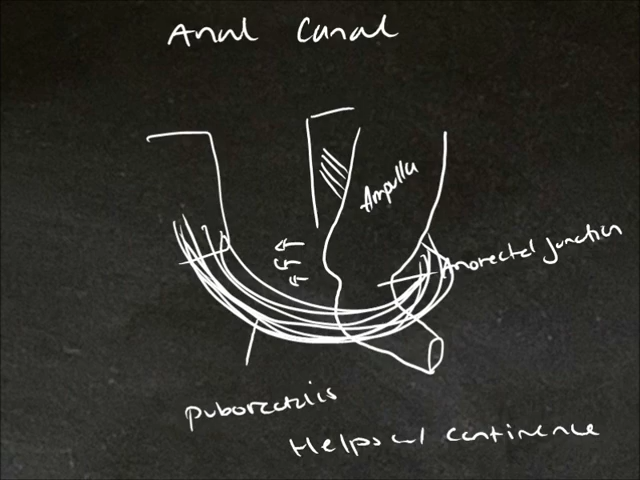 Anal Canal
Ampulla
Anorectal junction
puborectalis
Helps w/ continence